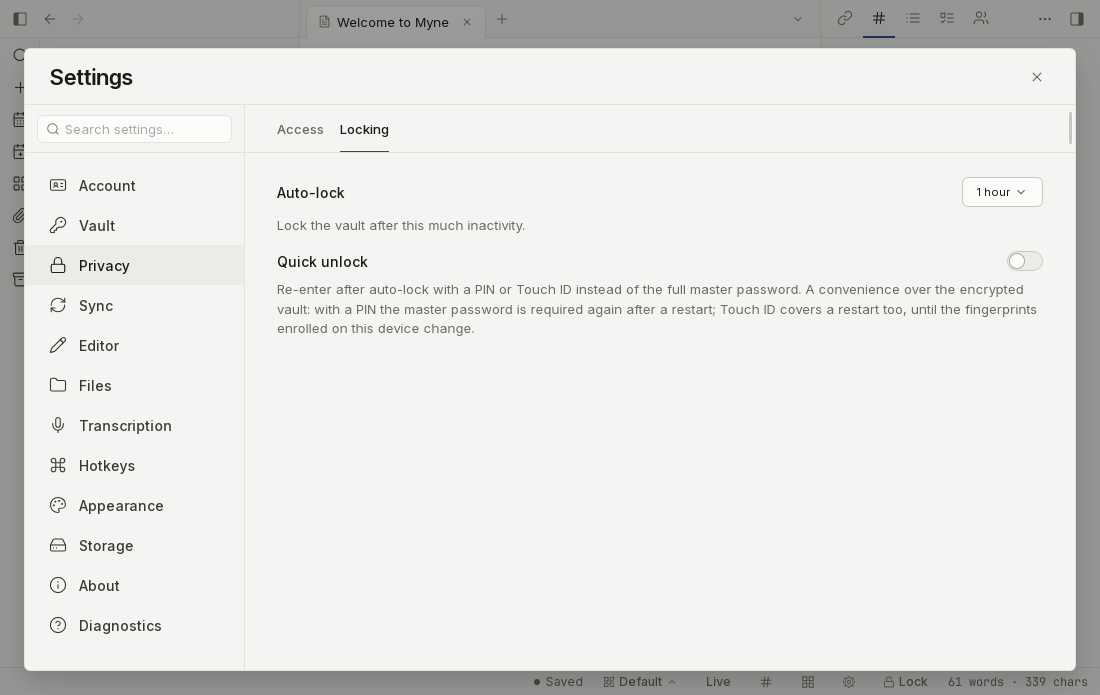 Welcome to Myne
Settings
Search settings...
Access
Locking
Account
Vault
Privacy
Sync
Editor
Files
Transcription
Hotkeys
Appearance
Storage
About
Diagnostics
Auto-lock
1 hour
Lock the vault after this much inactivity.
Quick unlock
Re-enter after auto-lock with a PIN or Touch ID instead of the full master password. A convenience over the encrypted
vault: with a PIN the master password is required again after a restart; Touch ID covers a restart too, until the fingerprints
enrolled on this device change.
Saved
Default
Live
Lock
61 words · 339 chars